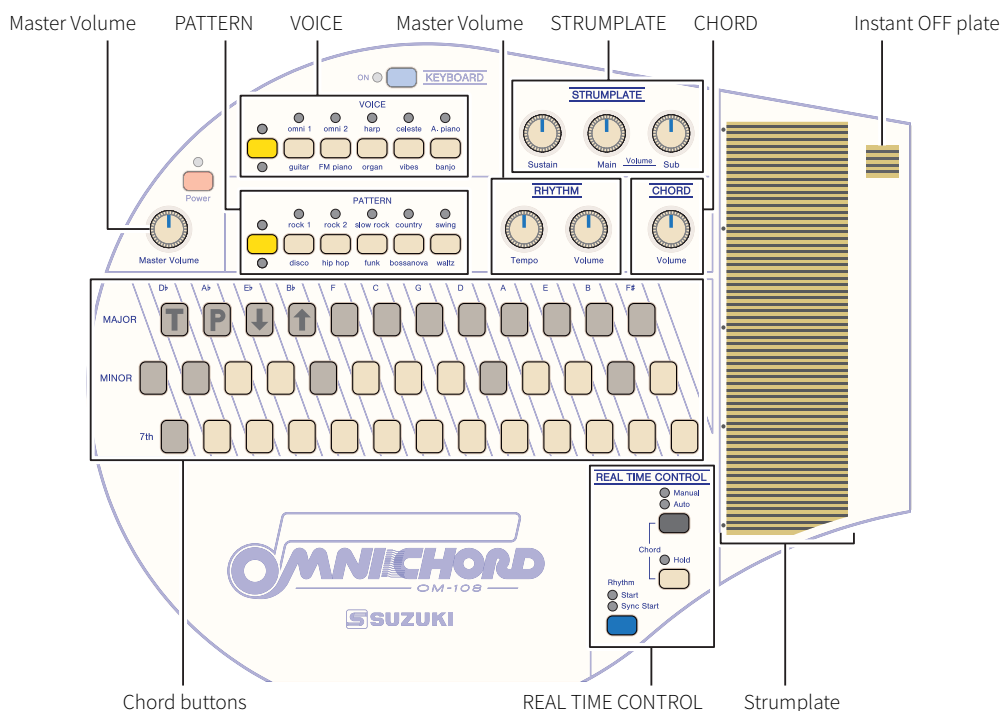 Master Volume PATTERN VOICE Master Volume STRUMPLATE CHORD Instant OFF plate
ON KEYBOARD
VOICE
omni 1 omni 2 harp celeste A. piano
guitar FM piano organ vibes banjo
STRUMPLATE
Sustain Main Volume Sub
Power
Master Volume
PATTERN
rock 1 rock 2 slow rock country swing
disco hip hop funk bossanova waltz
RHYTHM
Tempo Volume
CHORD
Volume
D♭ A♭ E♭ B♭ F C G D A E B F#
MAJOR T P ↓ ↑
MINOR
7th
REAL TIME CONTROL
Manual
Auto
Chord
Hold
Rhythm
Start
Sync Start
OMNICHORD
OM-108
S SUZUKI
Chord buttons REAL TIME CONTROL Strumplate